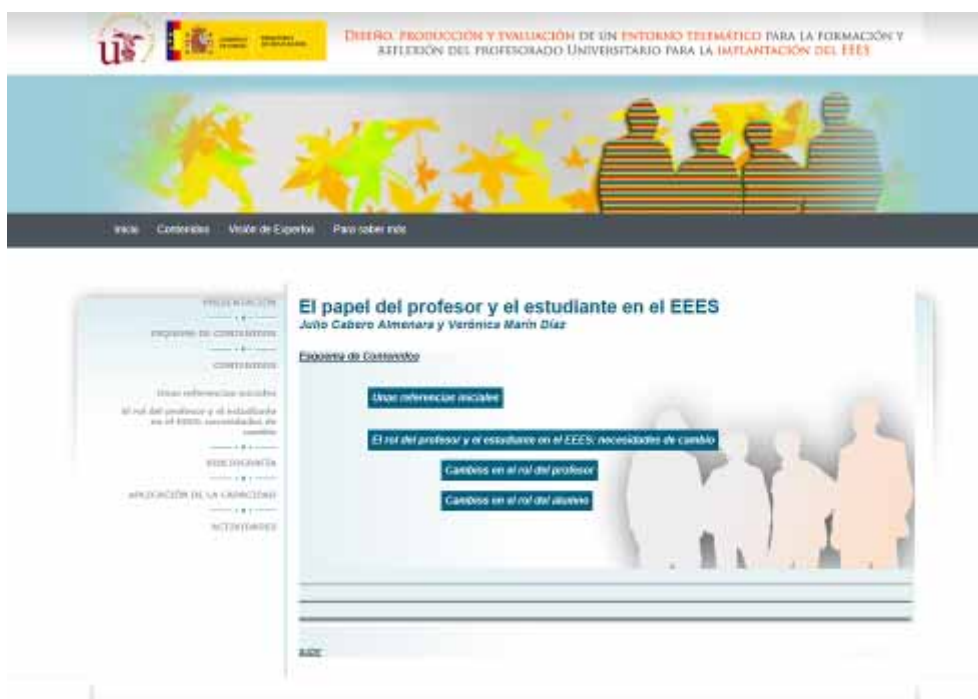 DISEÑO, PRODUCCIÓN Y EVALUACIÓN DE UN ENTORNO TELEMÁTICO PARA LA FORMACIÓN Y
REFLEXIÓN DEL PROFESORADO UNIVERSITARIO PARA LA IMPLANTACIÓN DEL EEES
Inicio Contenidos Visión de Expertos Para saber más
PRESENTACIÓN
ESQUEMA DE CONTENIDOS
CONTENIDOS
Unas referencias iniciales
El rol del profesor y el estudiante
en el EEES: necesidades de
cambio
BIBLIOGRAFÍA
APLICACIÓN DE LA CAPACIDAD
ACTIVIDADES
El papel del profesor y el estudiante en el EEES
Julio Cabero Almenara y Verónica Marín Díaz
Esquema de Contenidos
Unas referencias iniciales
El rol del profesor y el estudiante en el EEES: necesidades de cambio
Cambios en el rol del profesor
Cambios en el rol del alumno